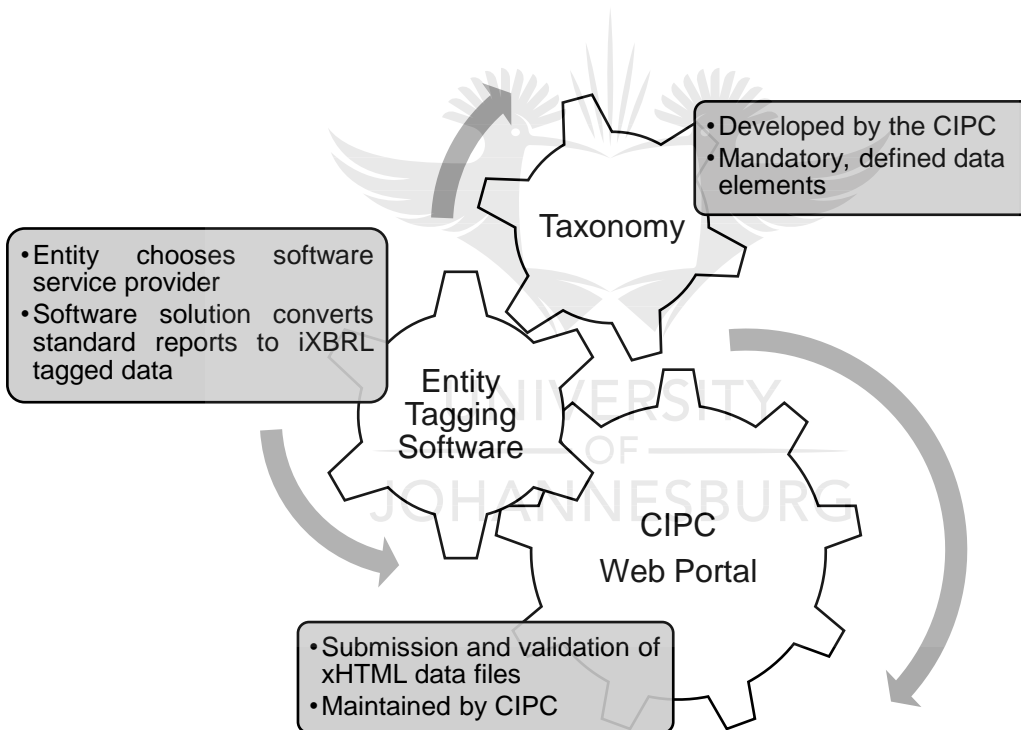 •Developed by the CIPC
•Mandatory, defined data
elements
Taxonomy
•Entity chooses software
service provider
•Software solution converts
standard reports to iXBRL
tagged data
Entity
Tagging
Software
UNIVERSITY
OF
JOHANNESBURG
CIPC
Web Portal
•Submission and validation of
xHTML data files
•Maintained by CIPC